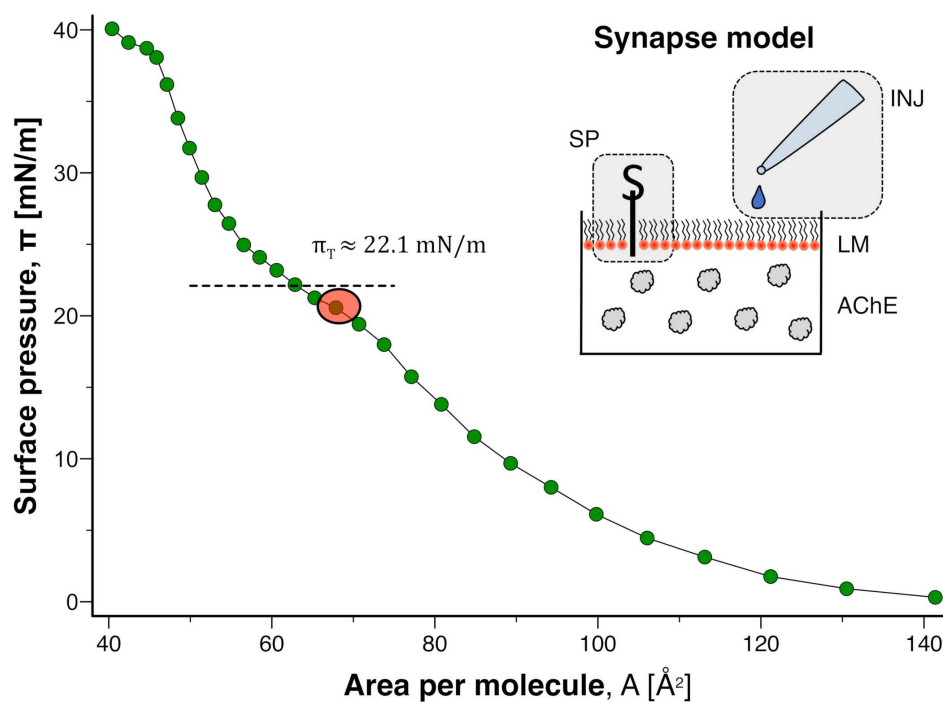 Synapse model
INJ
SP
S
LM
AChE
π_T ≈ 22.1 mN/m
Surface pressure, π [mN/m]
40
30
20
10
0
40 60 80 100 120 140
Area per molecule, A [Å²]